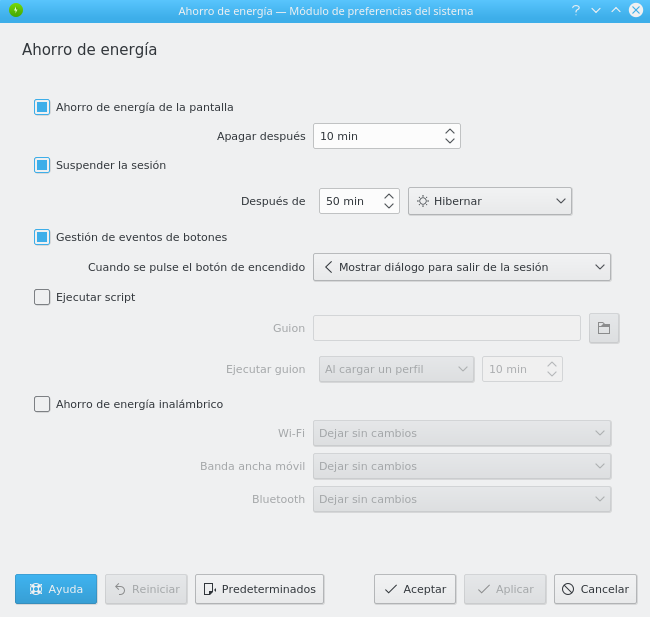 Ahorro de energía — Módulo de preferencias del sistema
Ahorro de energía
Ahorro de energía de la pantalla
Apagar después 10 min
Suspender la sesión
Después de 50 min Hibernar
Gestión de eventos de botones
Cuando se pulse el botón de encendido Mostrar diálogo para salir de la sesión
Ejecutar script
Guion
Ejecutar guion Al cargar un perfil 10 min
Ahorro de energía inalámbrico
Wi-Fi Dejar sin cambios
Banda ancha móvil Dejar sin cambios
Bluetooth Dejar sin cambios
Ayuda Reiniciar Predeterminados Aceptar Aplicar Cancelar